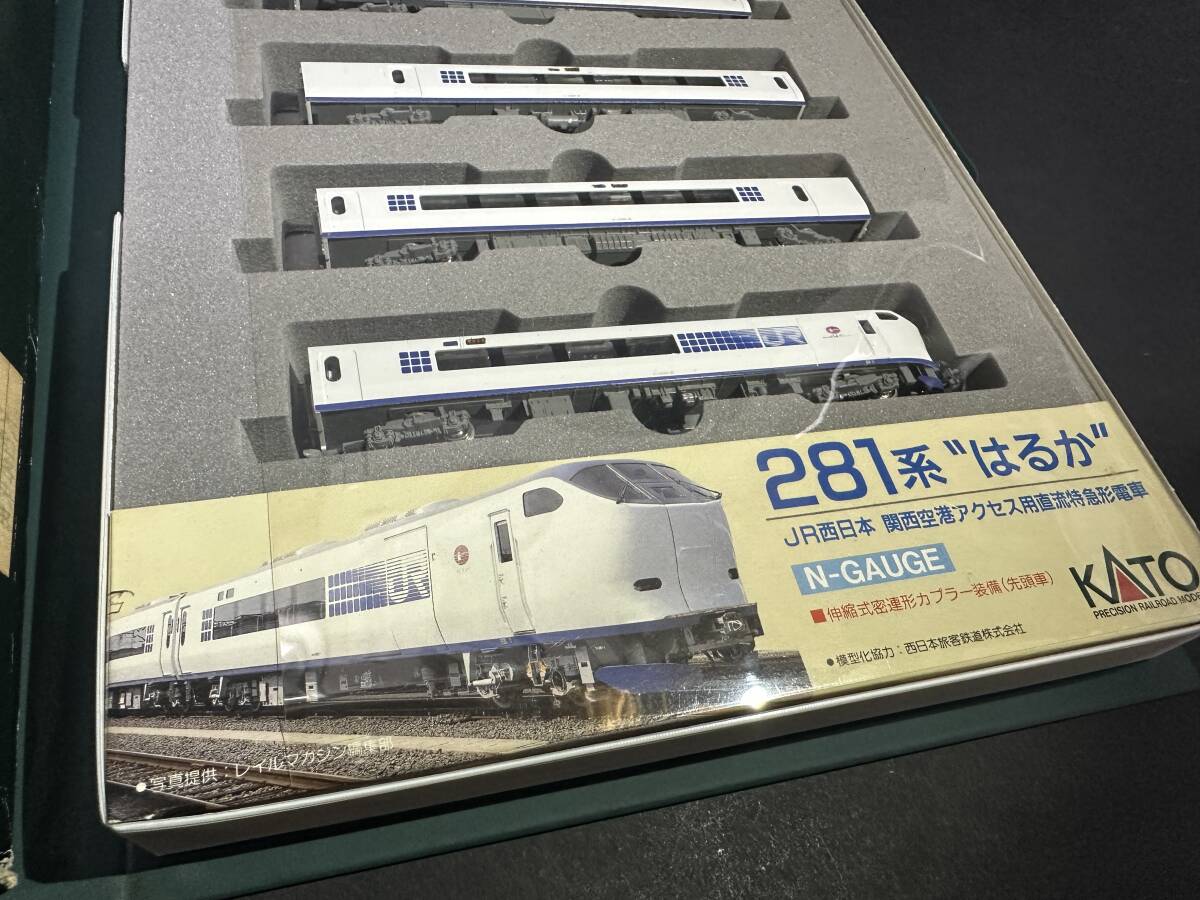 281系 "はるか"
JR西日本 関西空港アクセス用直流特急形電車
N-GAUGE
■伸縮式密連形カプラー装備(先頭車)
●模型化協力:西日本旅客鉄道株式会社
KATO
PRECISION RAILROAD MODE
●写真提供:レイルマガジン編集部